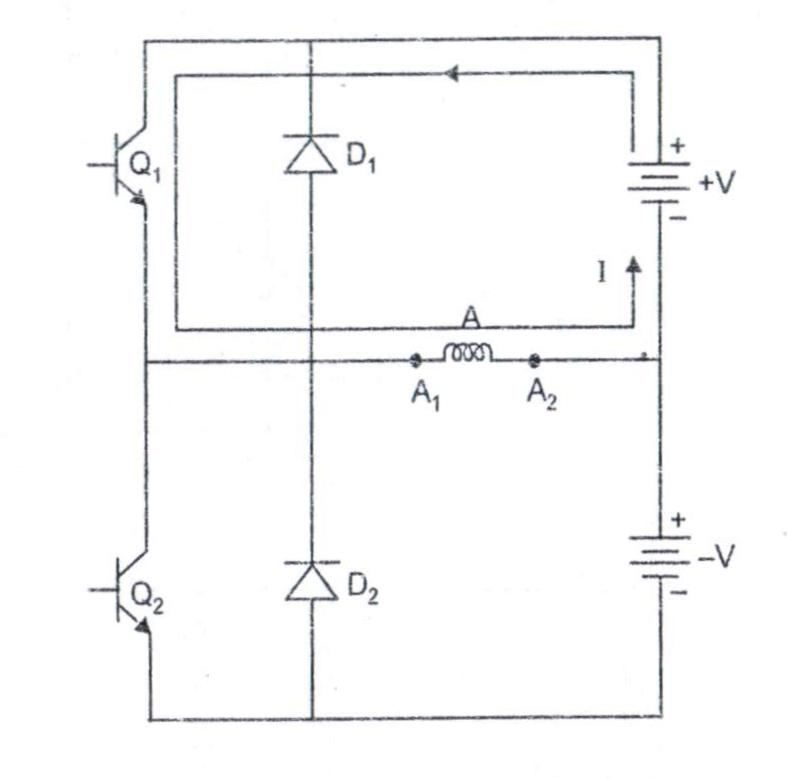 +
Q₁
D₁
+V
−
I
A
A₁
A₂
+
Q₂
D₂
−V
−